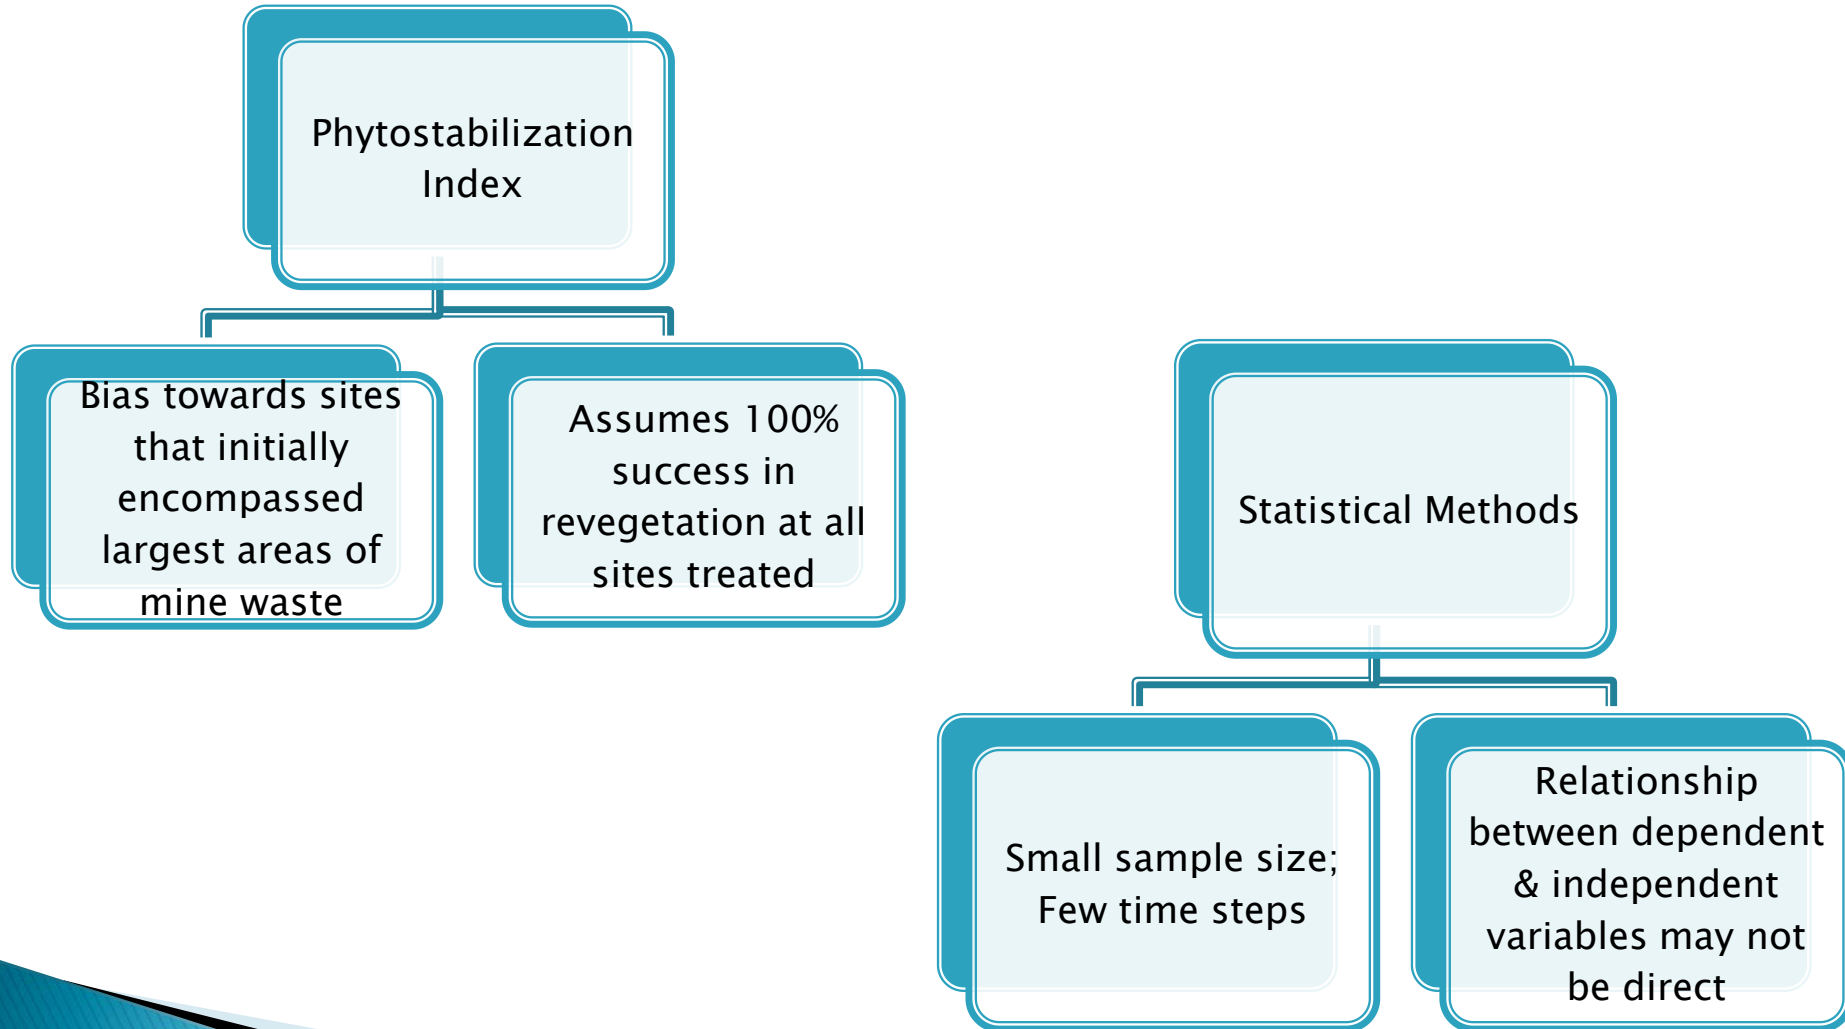 Phytostabilization
Index
Bias towards sites
that initially
encompassed
largest areas of
mine waste
Assumes 100%
success in
revegetation at all
sites treated
Statistical Methods
Small sample size;
Few time steps
Relationship
between dependent
& independent
variables may not
be direct